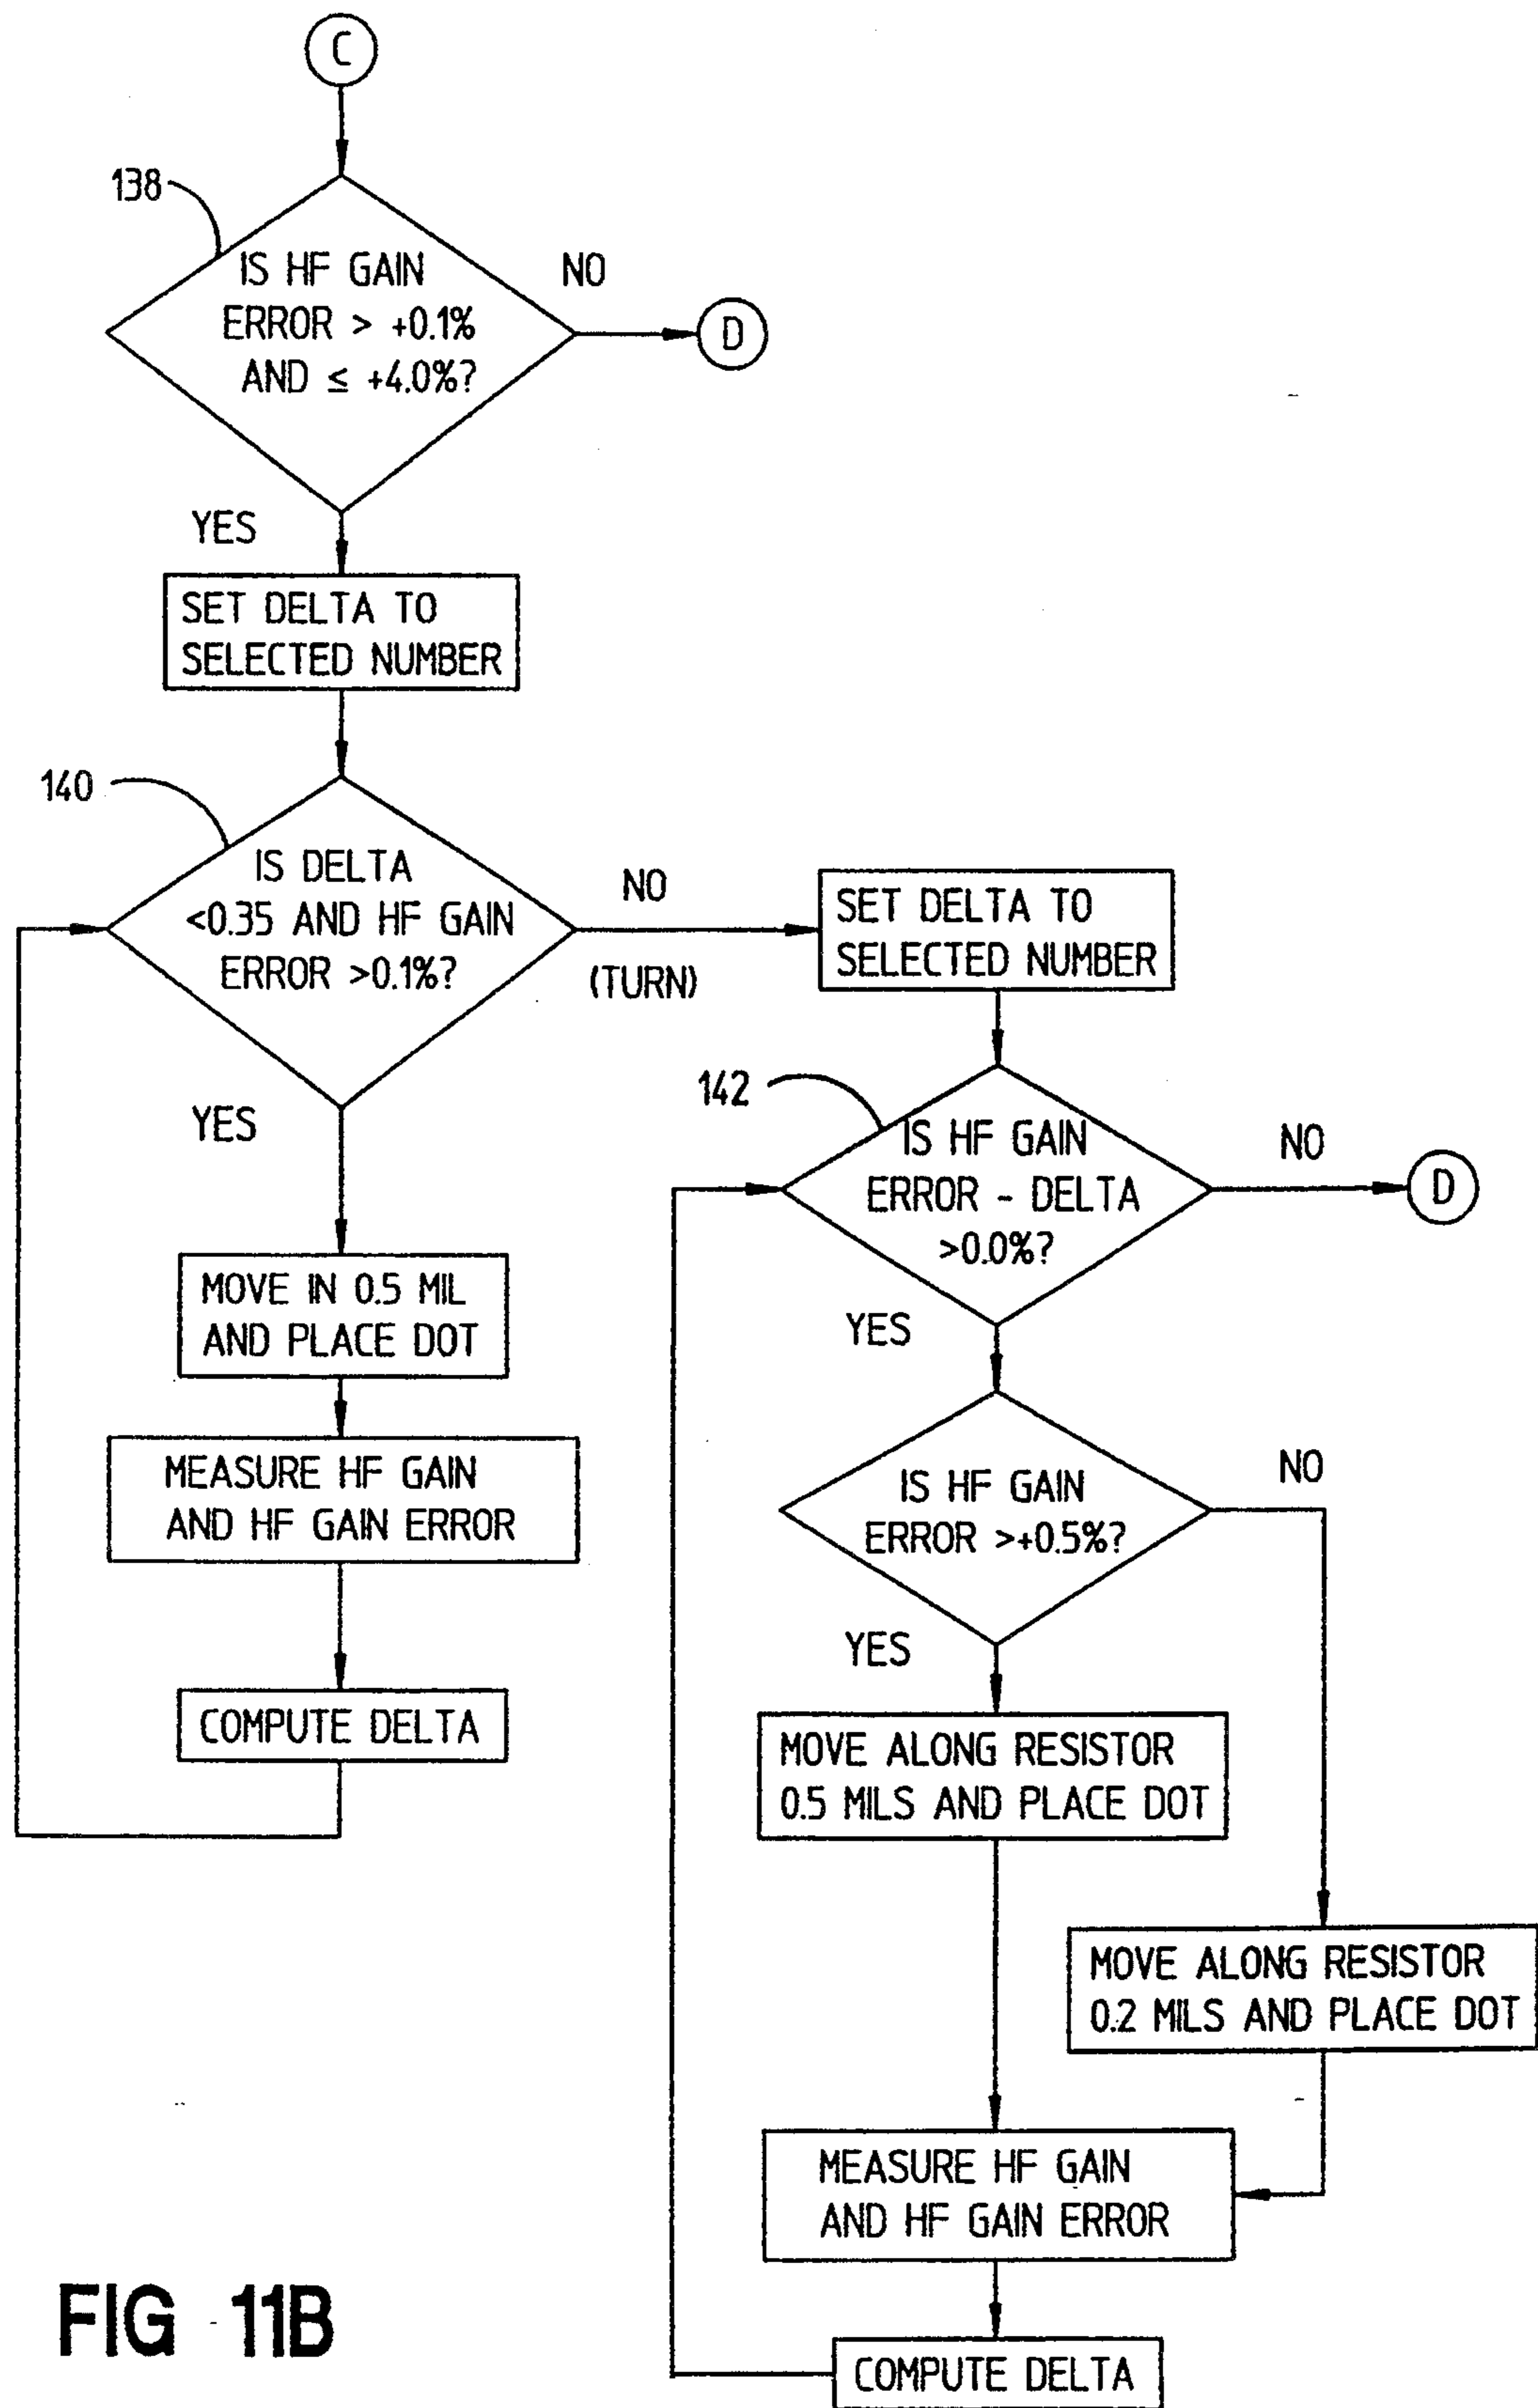 C
138
IS HF GAIN
ERROR > +0.1%
AND ≤ +4.0%?
NO
D
YES
SET DELTA TO
SELECTED NUMBER
140
IS DELTA
<0.35 AND HF GAIN
ERROR >0.1%?
NO
(TURN)
SET DELTA TO
SELECTED NUMBER
YES
MOVE IN 0.5 MIL
AND PLACE DOT
MEASURE HF GAIN
AND HF GAIN ERROR
COMPUTE DELTA
142
IS HF GAIN
ERROR - DELTA
>0.0%?
NO
D
YES
IS HF GAIN
ERROR >+0.5%?
NO
YES
MOVE ALONG RESISTOR
0.5 MILS AND PLACE DOT
MOVE ALONG RESISTOR
0.2 MILS AND PLACE DOT
MEASURE HF GAIN
AND HF GAIN ERROR
COMPUTE DELTA
FIG 11B